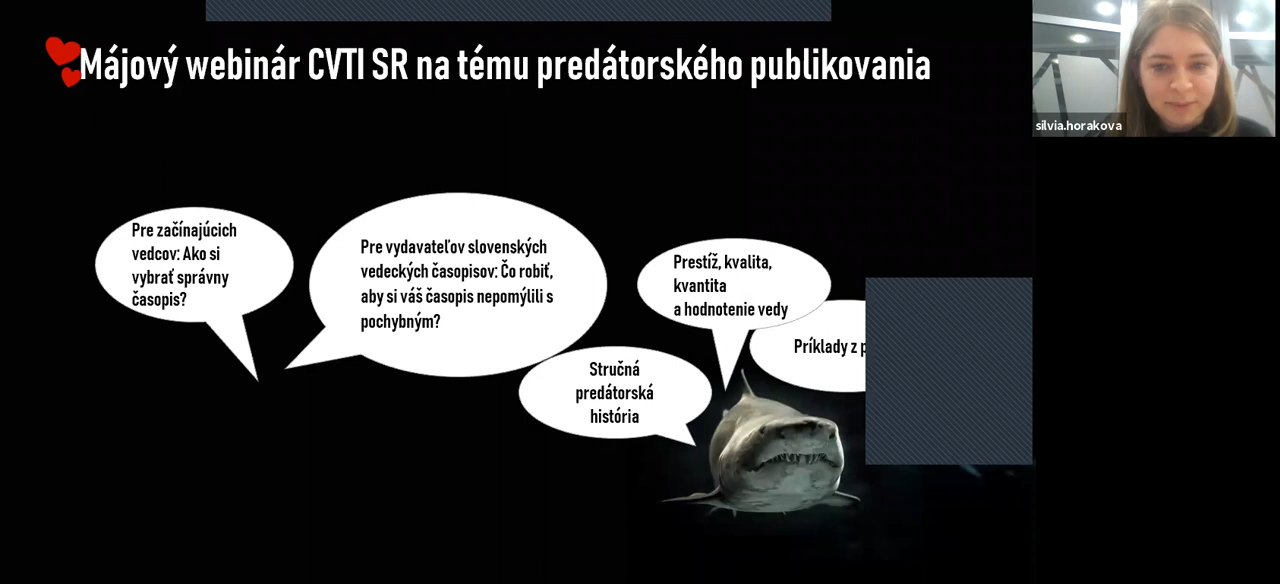 Májový webinár CVTI SR na tému predátorského publikovania
silvia.horakova
Pre začínajúcich
vedcov: Ako si
vybrať správny
časopis?
Pre vydavateľov slovenských
vedeckých časopisov: Čo robiť,
aby si váš časopis nepomýlili s
pochybným?
Prestíž, kvalita,
kvantita
a hodnotenie vedy
Príklady z
Stručná
predátorská
história